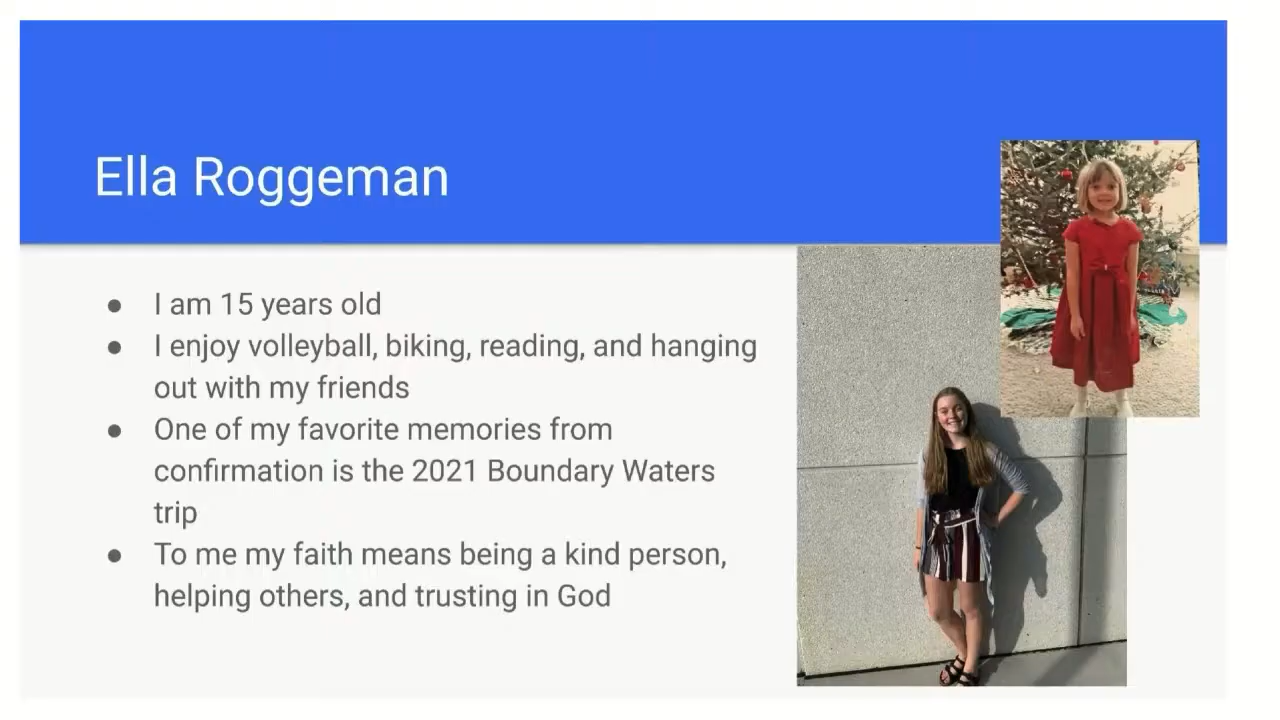 Ella Roggeman
● I am 15 years old
● I enjoy volleyball, biking, reading, and hanging
out with my friends
● One of my favorite memories from
confirmation is the 2021 Boundary Waters
trip
● To me my faith means being a kind person,
helping others, and trusting in God